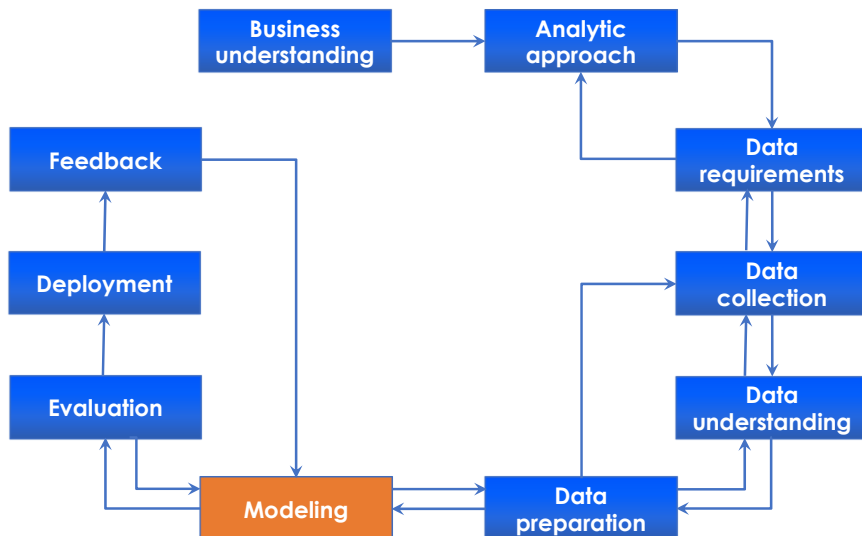 Business
understanding
Analytic
approach
Feedback
Data
requirements
Deployment
Data
collection
Evaluation
Data
understanding
Modeling
Data
preparation